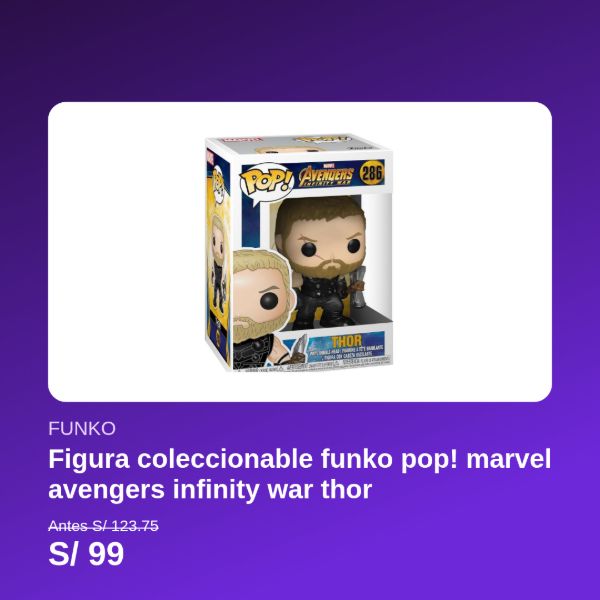 MARVEL
POP!
AVENGERS
INFINITY WAR
286
THOR
FUNKO
Figura coleccionable funko pop! marvel
avengers infinity war thor
Antes S/ 123.75
S/ 99